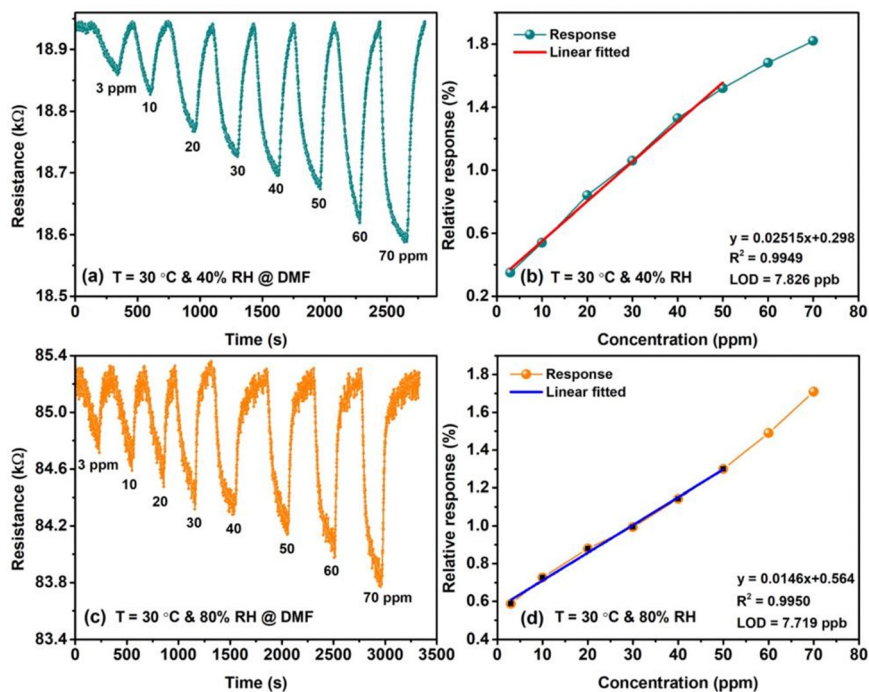 18.9
18.8
18.7
18.6
18.5
Resistance (kΩ)
3 ppm
10
20
30
40
50
60
70 ppm
(a) T = 30 °C & 40% RH @ DMF
0 500 1000 1500 2000 2500
Time (s)
1.8
1.4
1.0
0.6
0.2
Relative response (%)
Response
Linear fitted
y = 0.02515x+0.298
R² = 0.9949
LOD = 7.826 ppb
(b) T = 30 °C & 40% RH
0 10 20 30 40 50 60 70 80
Concentration (ppm)
85.4
85.0
84.6
84.2
83.8
83.4
Resistance (kΩ)
3 ppm
10
20
30
40
50
60
70 ppm
(c) T = 30 °C & 80% RH @ DMF
0 500 1000 1500 2000 2500 3000 3500
Time (s)
1.8
1.6
1.4
1.2
1.0
0.8
0.6
0.4
Relative response (%)
Response
Linear fitted
y = 0.0146x+0.564
R² = 0.9950
LOD = 7.719 ppb
(d) T = 30 °C & 80% RH
0 10 20 30 40 50 60 70 80
Concentration (ppm)